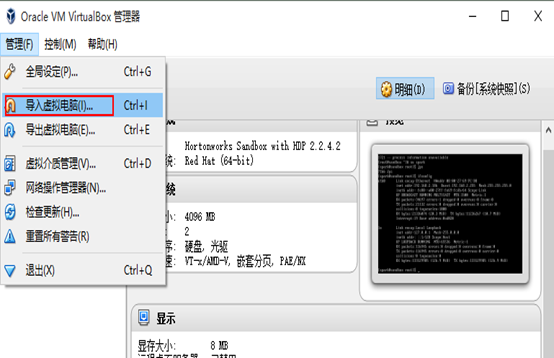 Oracle VM VirtualBox 管理器
管理(F) 控制(M) 帮助(H)
全局设定(P)... Ctrl+G
导入虚拟电脑(I)... Ctrl+I
导出虚拟电脑(E)... Ctrl+E
虚拟介质管理(V)... Ctrl+D
网络操作管理器(N)...
检查更新(H)...
重置所有警告(R)
退出(X) Ctrl+Q
明细(D) 备份[系统快照](S)
预览
Hortonworks Sandbox with HDP 2.2.4.2
Red Hat (64-bit)
统
小: 4096 MB
: 2
序: 硬盘, 光驱
速: VT-x/AMD-V, 嵌套分页, PAE/NX
显示
显存大小: 8 MB